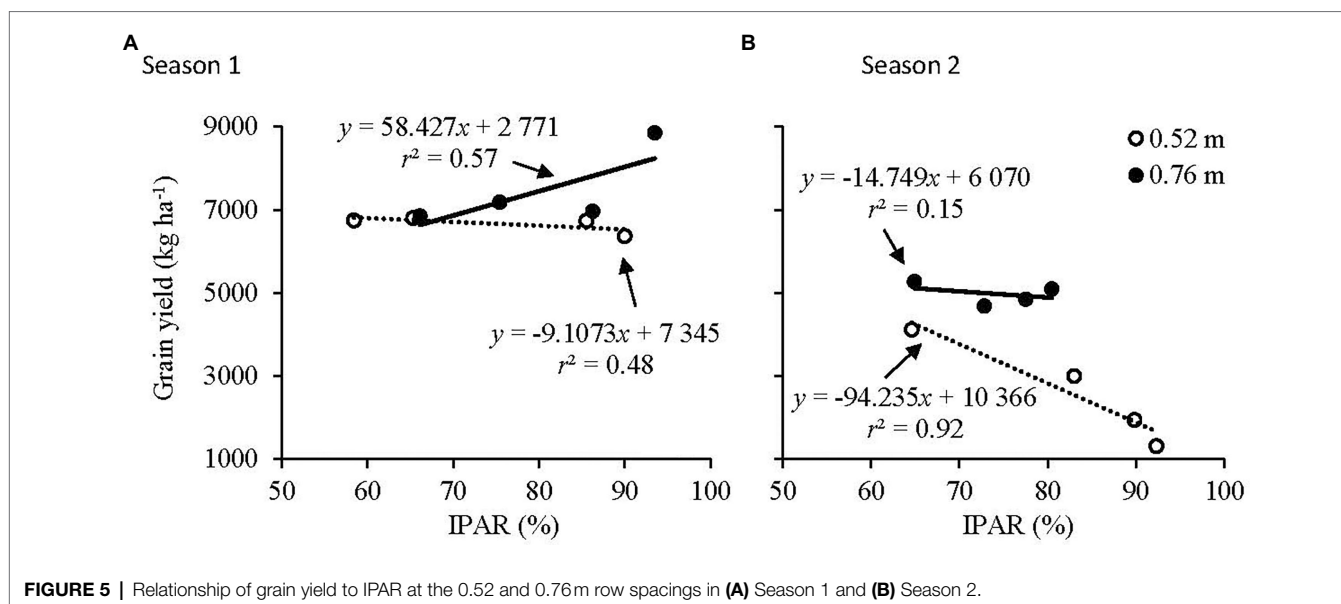 A
Season 1
y = 58.427x + 2 771
r² = 0.57
y = -9.1073x + 7 345
r² = 0.48
Grain yield (kg ha⁻¹)
9000
7000
5000
3000
1000
50 60 70 80 90 100
IPAR (%)
B
Season 2
0.52 m
0.76 m
y = -14.749x + 6 070
r² = 0.15
y = -94.235x + 10 366
r² = 0.92
50 60 70 80 90 100
IPAR (%)
FIGURE 5 | Relationship of grain yield to IPAR at the 0.52 and 0.76 m row spacings in (A) Season 1 and (B) Season 2.